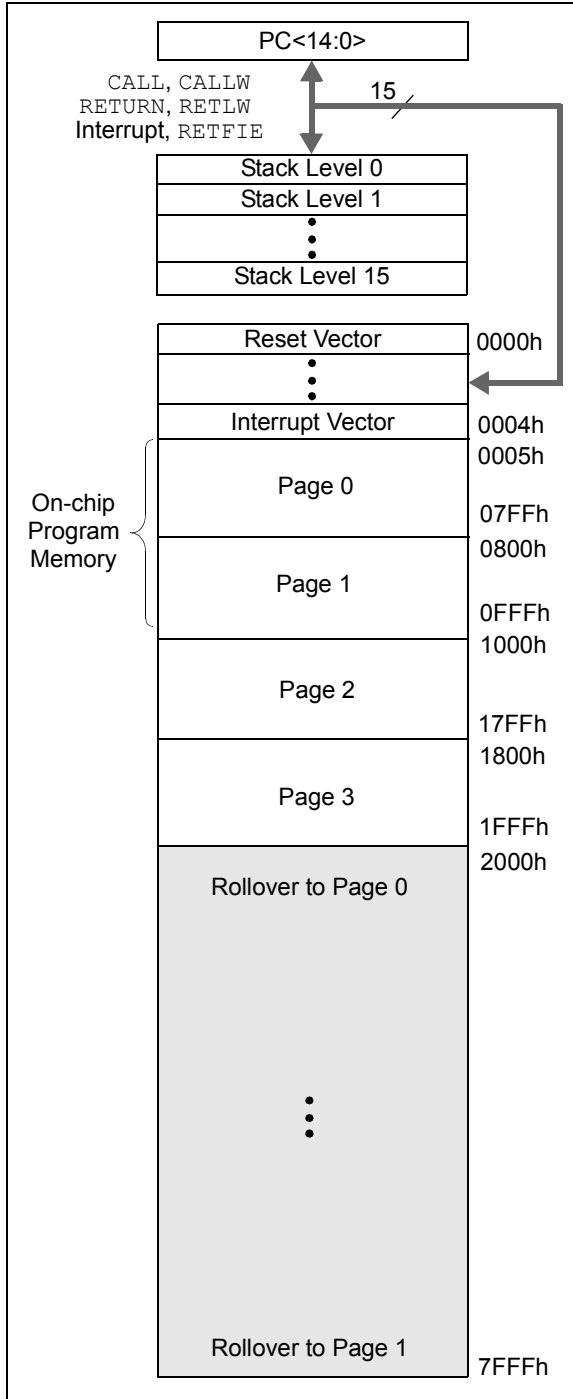 PC<14:0>
CALL, CALLW
RETURN, RETLW
Interrupt, RETFIE
15
Stack Level 0
Stack Level 1
Stack Level 15
Reset Vector
0000h
Interrupt Vector
0004h
0005h
On-chip
Program
Memory
Page 0
07FFh
0800h
Page 1
0FFFh
1000h
Page 2
17FFh
1800h
Page 3
1FFFh
2000h
Rollover to Page 0
Rollover to Page 1
7FFFh